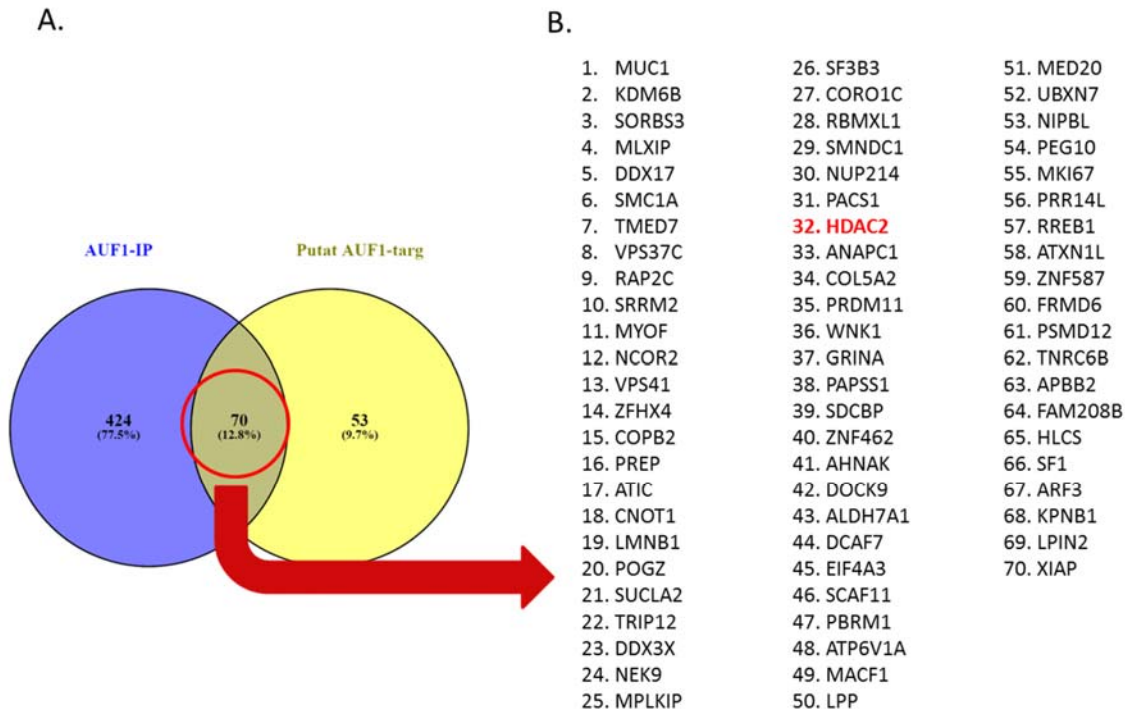 A.
AUF1-IP
Putat AUF1-targ
424
(77.5%)
70
(12.8%)
53
(9.7%)
B.
1. MUC1
2. KDM6B
3. SORBS3
4. MLXIP
5. DDX17
6. SMC1A
7. TMED7
8. VPS37C
9. RAP2C
10. SRRM2
11. MYOF
12. NCOR2
13. VPS41
14. ZFHX4
15. COPB2
16. PREP
17. ATIC
18. CNOT1
19. LMNB1
20. POGZ
21. SUCLA2
22. TRIP12
23. DDX3X
24. NEK9
25. MPLKIP
26. SF3B3
27. CORO1C
28. RBMXL1
29. SMNDC1
30. NUP214
31. PACS1
32. HDAC2
33. ANAPC1
34. COL5A2
35. PRDM11
36. WNK1
37. GRINA
38. PAPSS1
39. SDCBP
40. ZNF462
41. AHNAK
42. DOCK9
43. ALDH7A1
44. DCAF7
45. EIF4A3
46. SCAF11
47. PBRM1
48. ATP6V1A
49. MACF1
50. LPP
51. MED20
52. UBXN7
53. NIPBL
54. PEG10
55. MKI67
56. PRR14L
57. RREB1
58. ATXN1L
59. ZNF587
60. FRMD6
61. PSMD12
62. TNRC6B
63. APBB2
64. FAM208B
65. HLCS
66. SF1
67. ARF3
68. KPNB1
69. LPIN2
70. XIAP